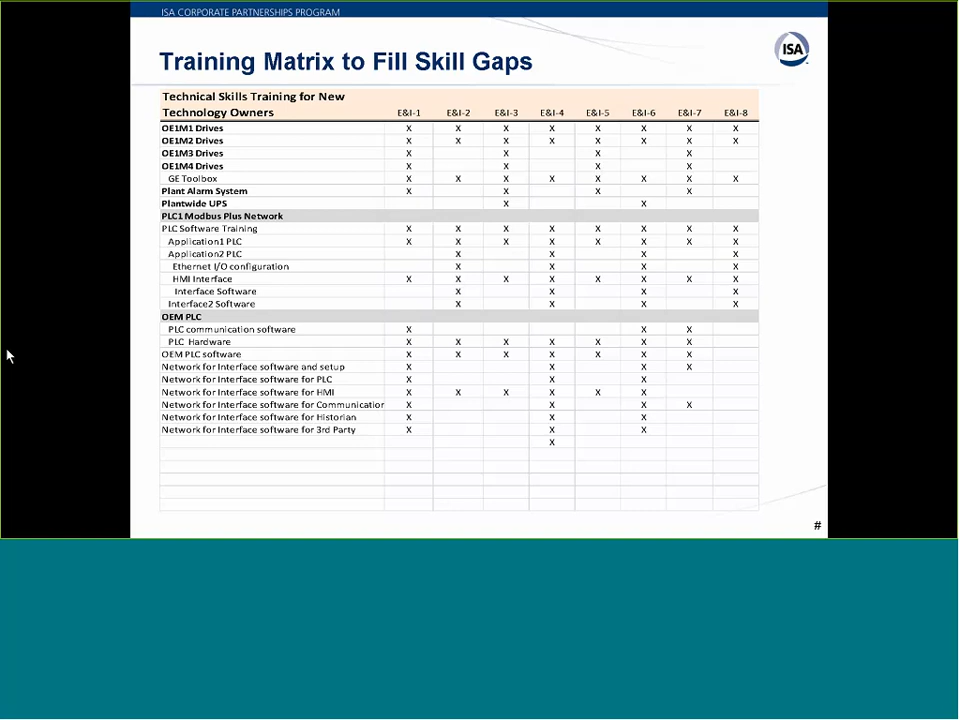 ISA CORPORATE PARTNERSHIPS PROGRAM
Training Matrix to Fill Skill Gaps
ISA
Technical Skills Training for New
Technology Owners E&I-1 E&I-2 E&I-3 E&I-4 E&I-5 E&I-6 E&I-7 E&I-8
OE1M1 Drives X X X X X X X X
OE1M2 Drives X X X X X X X X
OE1M3 Drives X X X X
OE1M4 Drives X X X X
GE Toolbox X X X X X X X X
Plant Alarm System X X X X
Plantwide UPS X X
PLC1 Modbus Plus Network
PLC Software Training X X X X X X X X
Application1 PLC X X X X X X X X
Application2 PLC X X X X
Ethernet I/O configuration X X X X
HMI Interface X X X X X X X X
Interface Software X X X X
Interface2 Software X X X X
OEM PLC
PLC communication software X X X
PLC Hardware X X X X X X X
OEM PLC software X X X X X X X
Network for Interface software and setup X X X X
Network for Interface software for PLC X X X
Network for Interface software for HMI X X X X X X
Network for Interface software for Communication X X X X
Network for Interface software for Historian X X X
Network for Interface software for 3rd Party X X X
X
#